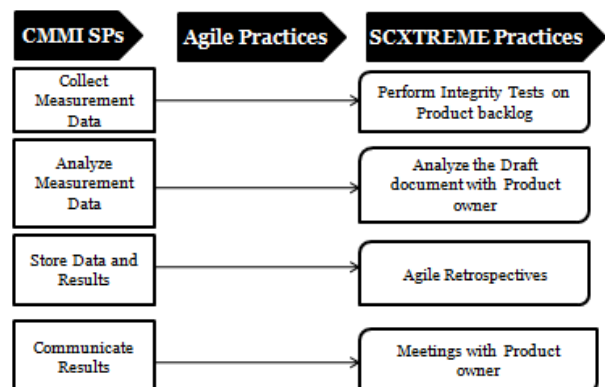 CMMI SPs
Agile Practices
SCXTREME Practices
Collect
Measurement
Data
Perform Integrity Tests on
Product backlog
Analyze
Measurement
Data
Analyze the Draft
document with Product
owner
Store Data and
Results
Agile Retrospectives
Communicate
Results
Meetings with Product
owner